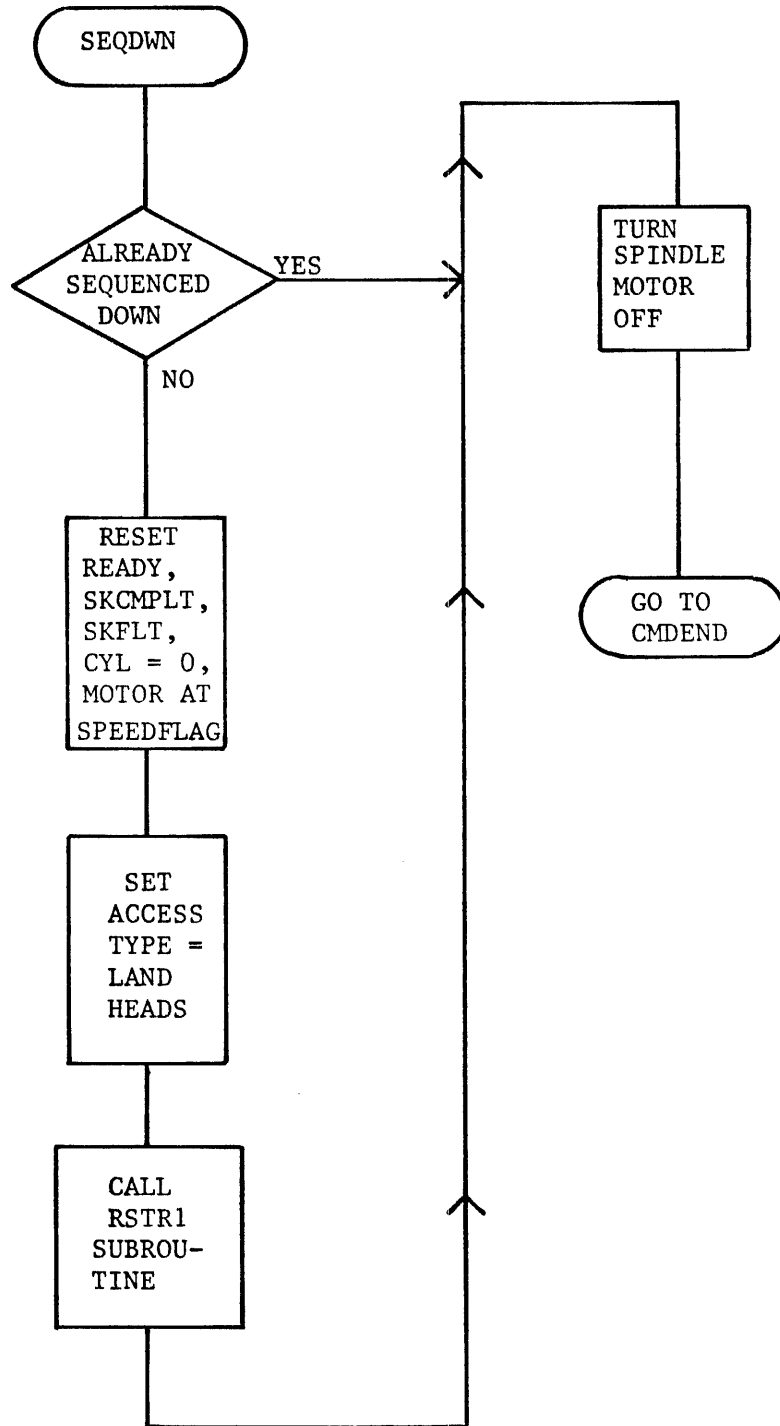 SEQDWN
ALREADY
SEQUENCED
DOWN
YES
NO
RESET
READY,
SKCMPLT,
SKFLT,
CYL = 0,
MOTOR AT
SPEEDFLAG
SET
ACCESS
TYPE =
LAND
HEADS
CALL
RSTR1
SUBROU-
TINE
TURN
SPINDLE
MOTOR
OFF
GO TO
CMDEND